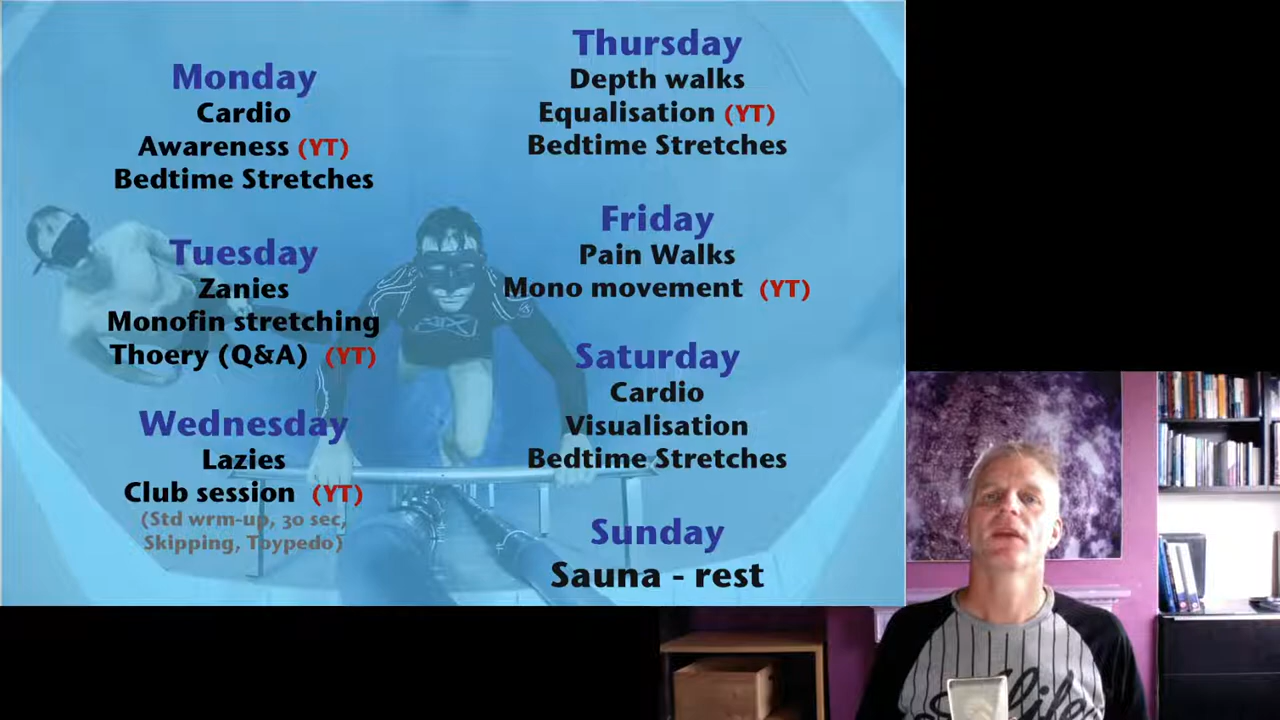 Monday
Cardio
Awareness (YT)
Bedtime Stretches
Tuesday
Zanies
Monofin stretching
Thoery (Q&A) (YT)
Wednesday
Lazies
Club session (YT)
(Std wrm-up, 30 sec,
Skipping, Toypedo)
Thursday
Depth walks
Equalisation (YT)
Bedtime Stretches
Friday
Pain Walks
Mono movement (YT)
Saturday
Cardio
Visualisation
Bedtime Stretches
Sunday
Sauna - rest